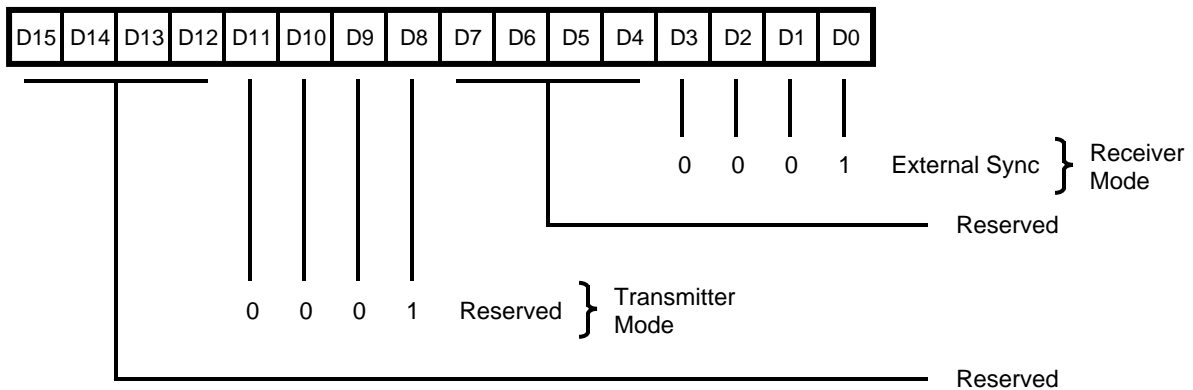 D15 D14 D13 D12 D11 D10 D9 D8 D7 D6 D5 D4 D3 D2 D1 D0
0 0 0 1 External Sync } Receiver Mode
Reserved
0 0 0 1 Reserved } Transmitter Mode
Reserved